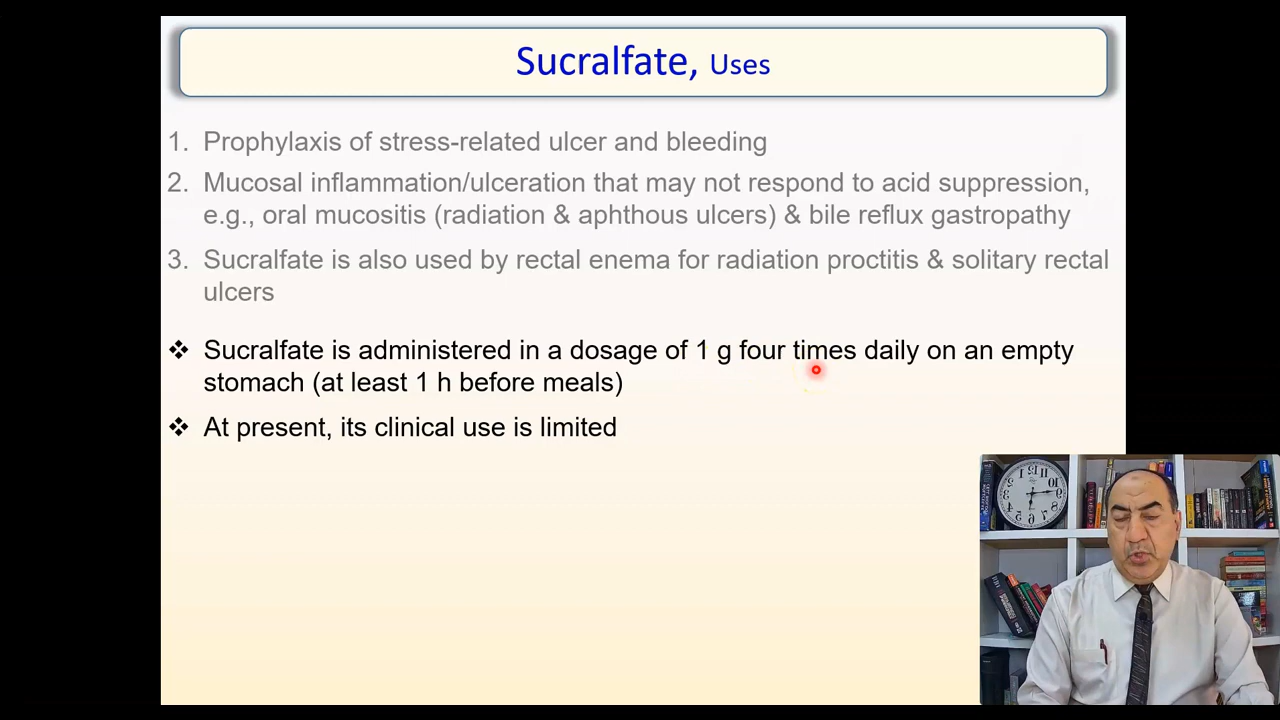 Sucralfate, Uses
1. Prophylaxis of stress-related ulcer and bleeding
2. Mucosal inflammation/ulceration that may not respond to acid suppression,
e.g., oral mucositis (radiation & aphthous ulcers) & bile reflux gastropathy
3. Sucralfate is also used by rectal enema for radiation proctitis & solitary rectal
ulcers
❖ Sucralfate is administered in a dosage of 1 g four times daily on an empty
stomach (at least 1 h before meals)
❖ At present, its clinical use is limited